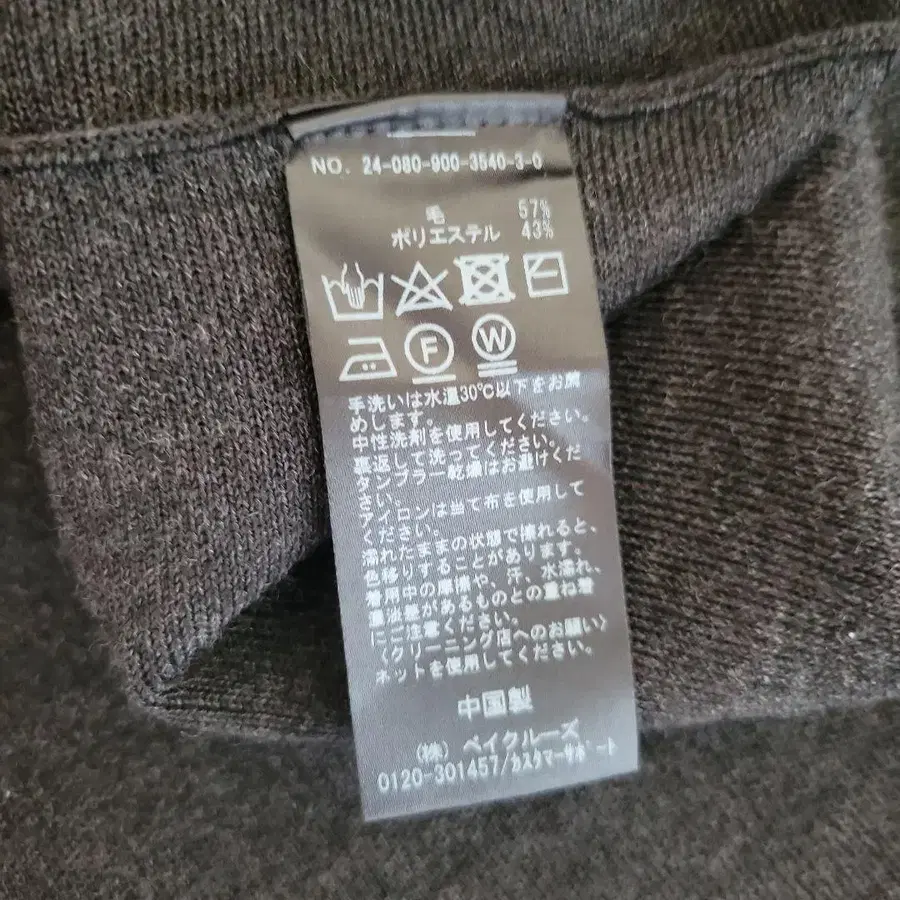 NO. 24-080-900-3540-3-0
毛 57%
ポリエステル 43%
F W
手洗いは水温30℃以下をお薦
めします。
中性洗剤を使用してください。
裏返して洗ってください。
タンブラー乾燥はお避けくだ
さい。
アイロンは当て布を使用して
ください。
濡れたままの状態で擦れると、
色移りすることがあります。
着用中の摩擦や、汗、水濡れ、
濃淡差があるものとの重ね着
にご注意ください。
〈クリーニング店へのお願い〉
ネットを使用してください。
中国製
(株) ベイクルーズ
0120-301457/カスタマーサポート